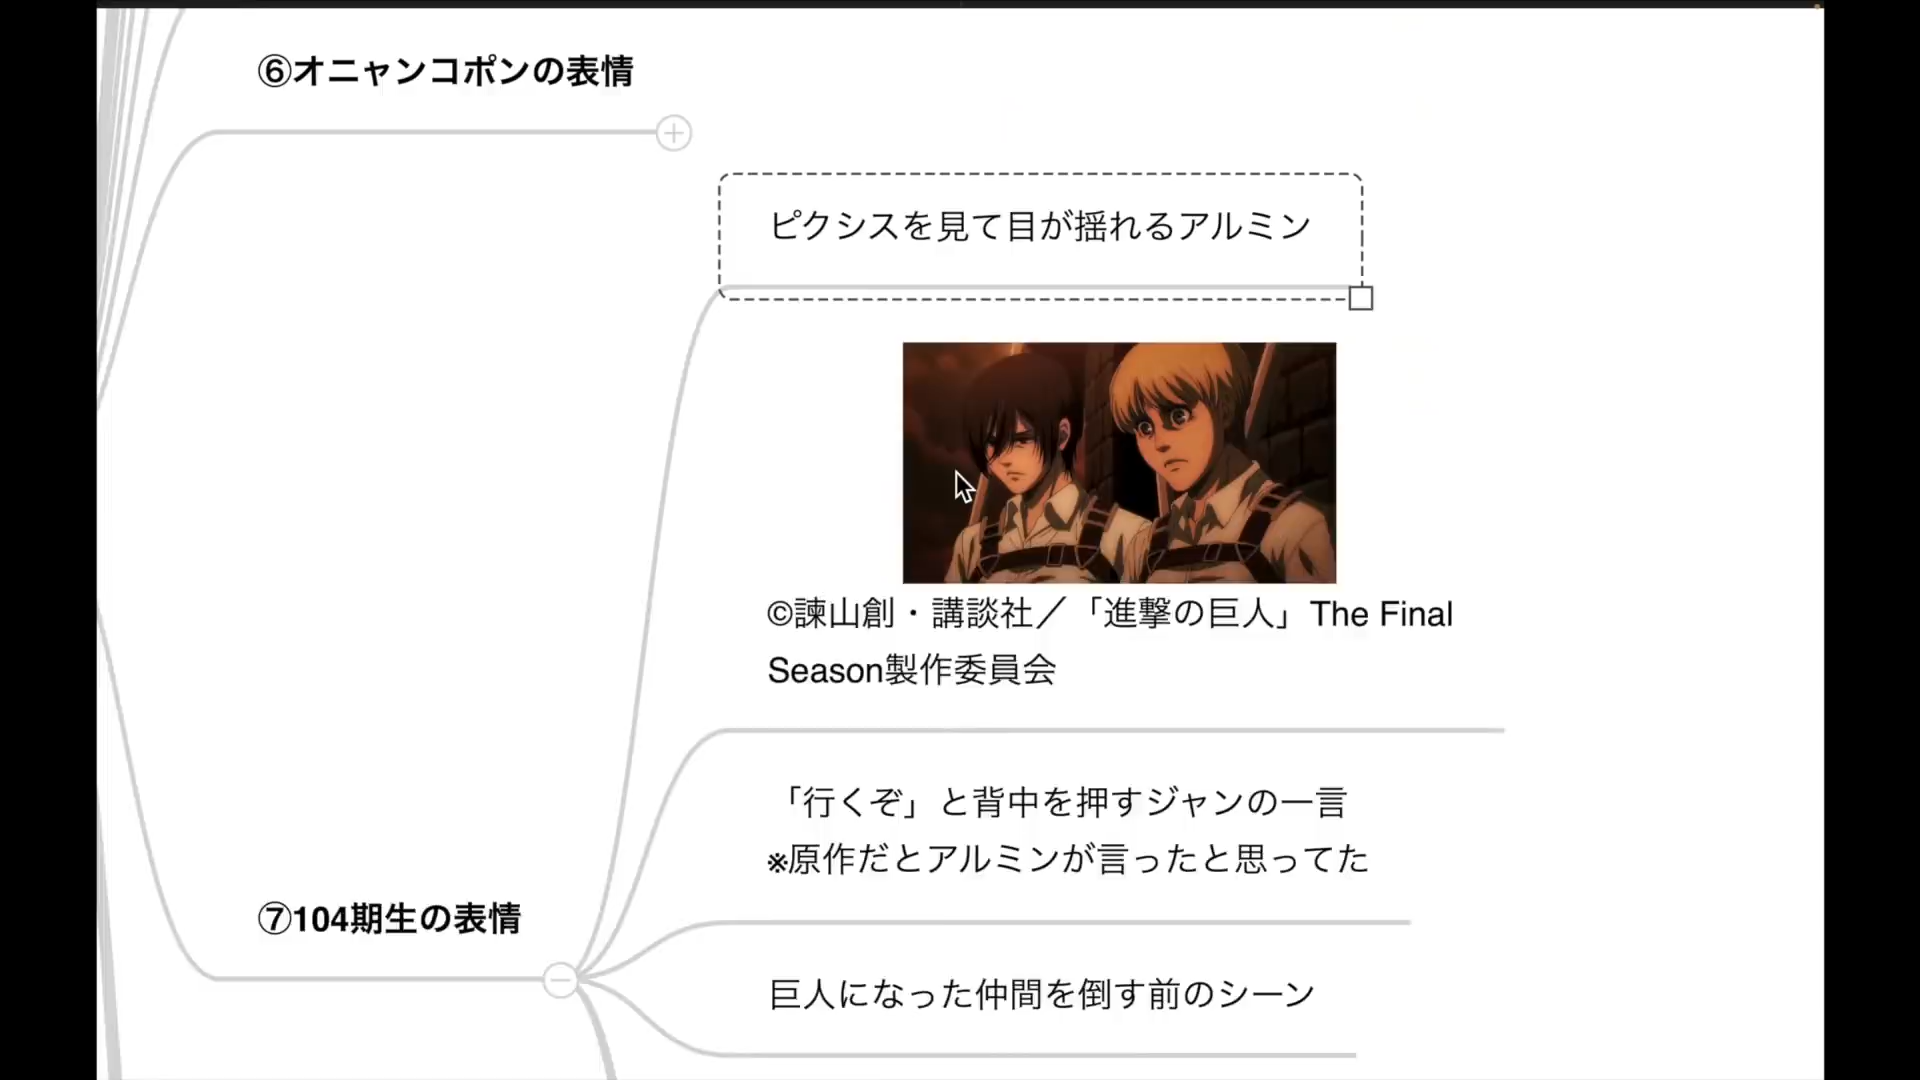 ⑥オニャンコポンの表情
ピクシスを見て目が揺れるアルミン
©諫山創・講談社／「進撃の巨人」The Final
Season製作委員会
「行くぞ」と背中を押すジャンの一言
※原作だとアルミンが言ったと思ってた
⑦104期生の表情
巨人になった仲間を倒す前のシーン